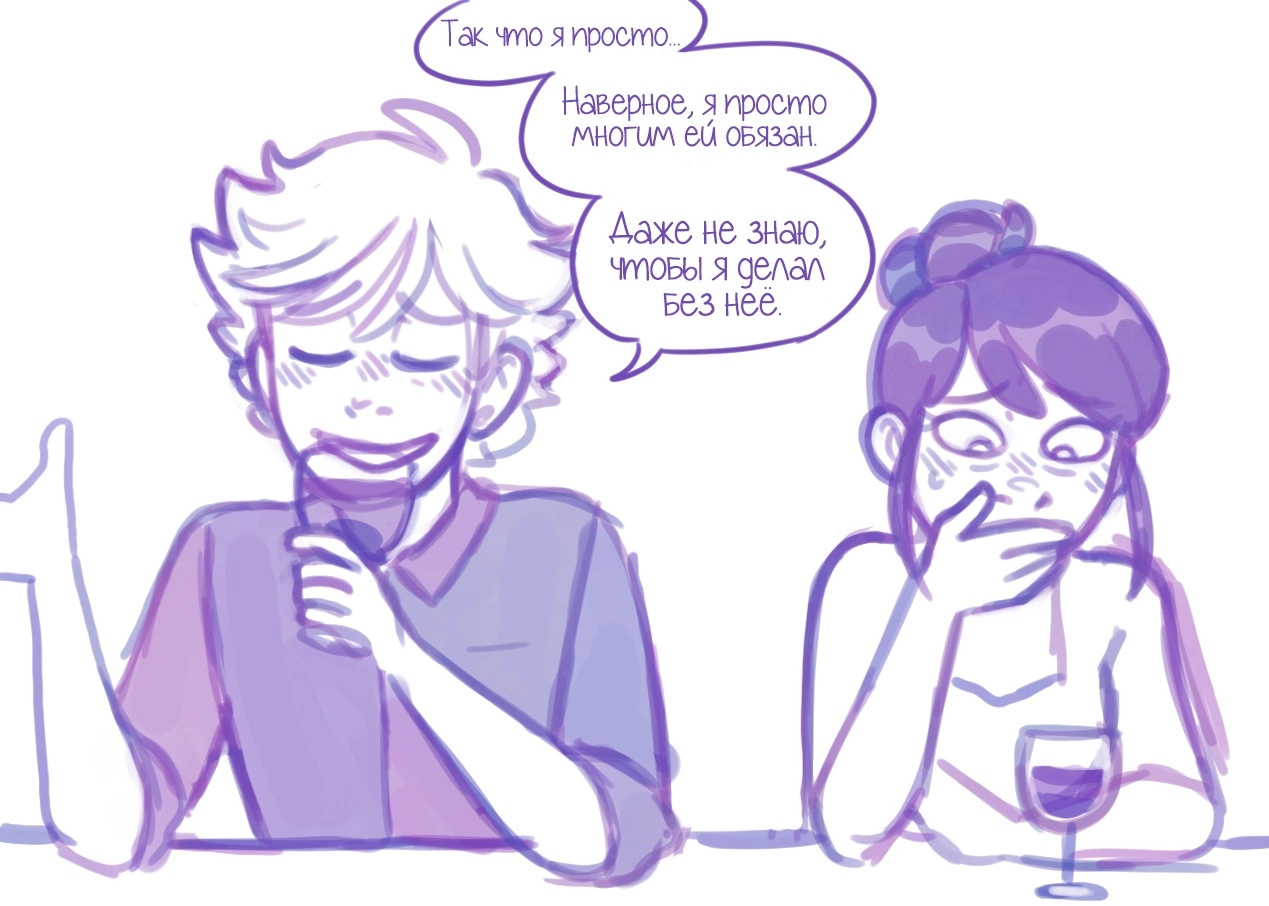 Так что я просто...
Наверное, я просто
многим ей обязан.
Даже не знаю,
чтобы я делал
без неё.